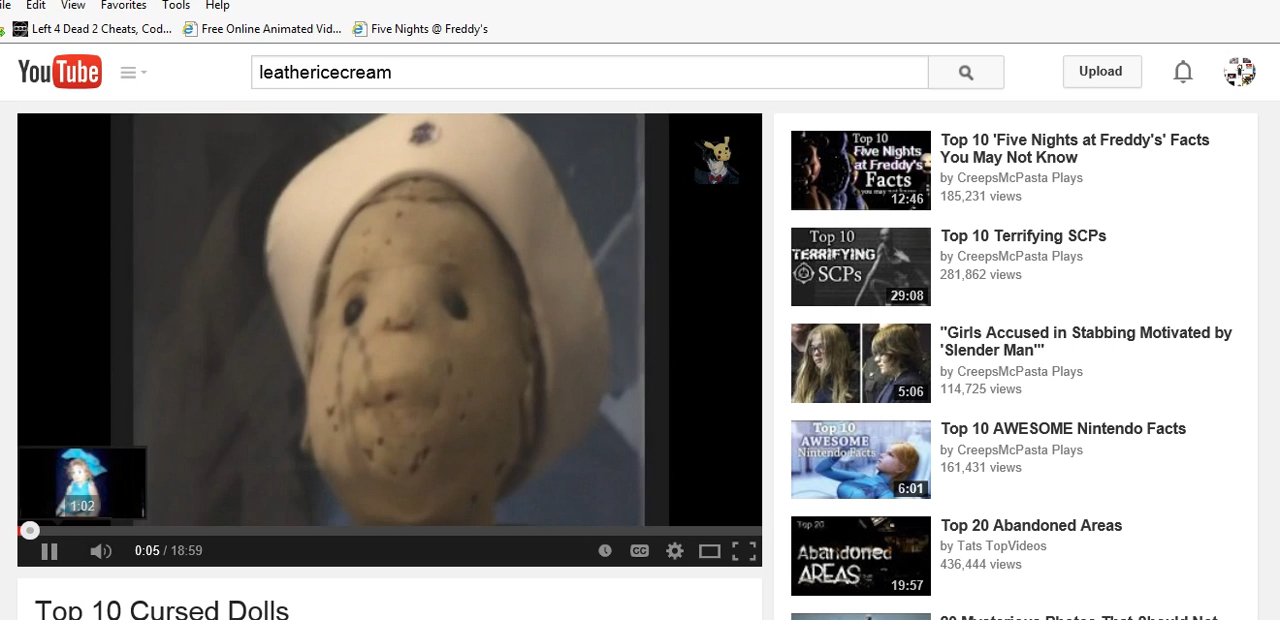 Edit View Favorites Tools Help
Left 4 Dead 2 Cheats, Cod... Free Online Animated Vid... Five Nights @ Freddy's
YouTube leathericecream Upload
Top 10
Five Nights
at Freddy's
Facts
you may not know
12:46
Top 10 'Five Nights at Freddy's' Facts
You May Not Know
by CreepsMcPasta Plays
185,231 views
Top 10
TERRIFYING
SCPs
29:08
Top 10 Terrifying SCPs
by CreepsMcPasta Plays
281,862 views
5:06
"Girls Accused in Stabbing Motivated by
'Slender Man'"
by CreepsMcPasta Plays
114,725 views
Top 10
AWESOME
Nintendo Facts
6:01
Top 10 AWESOME Nintendo Facts
by CreepsMcPasta Plays
161,431 views
Top 20
Abandoned
AREAS
19:57
Top 20 Abandoned Areas
by Tats TopVideos
436,444 views
1:02
0:05 / 18:59 CC
Top 10 Cursed Dolls